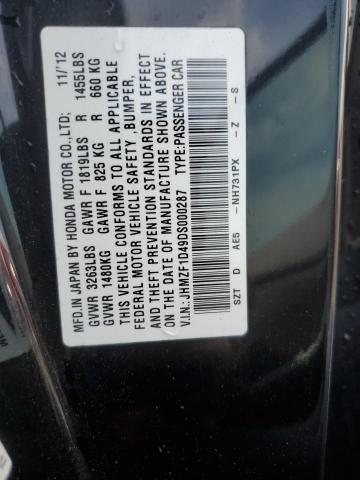 MFD. IN JAPAN BY HONDA MOTOR CO.,LTD.; 11/'12
GVWR 3263LBS GAWR F 1819LBS R 1455LBS
GVWR 1480KG GAWR F 825 KG R 660 KG
THIS VEHICLE CONFORMS TO ALL APPLICABLE
FEDERAL MOTOR VEHICLE SAFETY ,BUMPER,
AND THEFT PREVENTION STANDARDS IN EFFECT
ON THE DATE OF MANUFACTURE SHOWN ABOVE.
V.I.N.:JHMZF1D49DS000287 TYPE:PASSENGER CAR
SZT D AE5 -NH731PX -Z -S